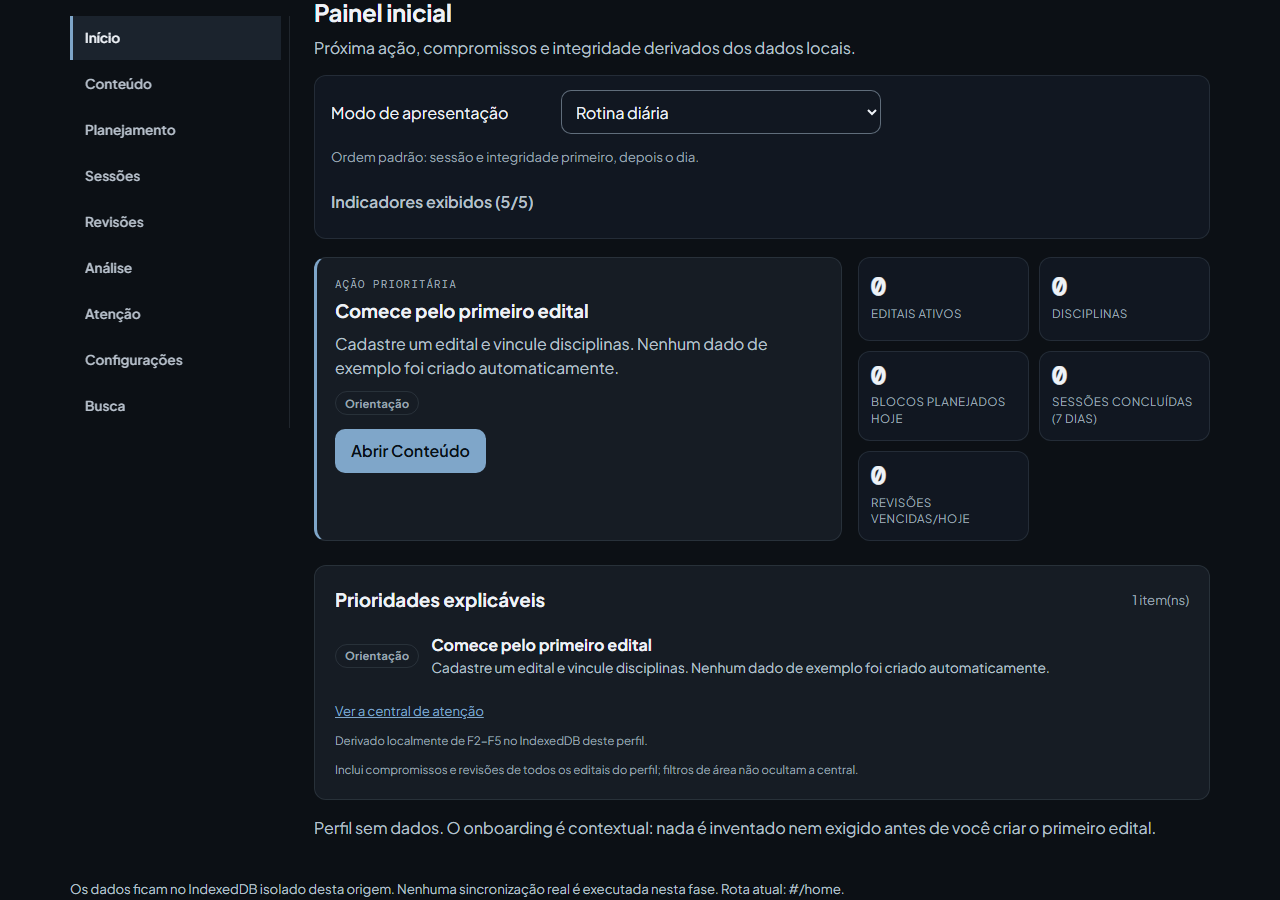 Painel inicial
Próxima ação, compromissos e integridade derivados dos dados locais.
Início
Conteúdo
Planejamento
Sessões
Revisões
Análise
Atenção
Configurações
Busca
Modo de apresentação
Rotina diária
Ordem padrão: sessão e integridade primeiro, depois o dia.
Indicadores exibidos (5/5)
AÇÃO PRIORITÁRIA
Comece pelo primeiro edital
Cadastre um edital e vincule disciplinas. Nenhum dado de
exemplo foi criado automaticamente.
Orientação
Abrir Conteúdo
0
EDITAIS ATIVOS
0
DISCIPLINAS
0
BLOCOS PLANEJADOS
HOJE
0
SESSÕES CONCLUÍDAS
(7 DIAS)
0
REVISÕES
VENCIDAS/HOJE
Prioridades explicáveis
1 item(ns)
Orientação
Comece pelo primeiro edital
Cadastre um edital e vincule disciplinas. Nenhum dado de exemplo foi criado automaticamente.
Ver a central de atenção
Derivado localmente de F2–F5 no IndexedDB deste perfil.
Inclui compromissos e revisões de todos os editais do perfil; filtros de área não ocultam a central.
Perfil sem dados. O onboarding é contextual: nada é inventado nem exigido antes de você criar o primeiro edital.
Os dados ficam no IndexedDB isolado desta origem. Nenhuma sincronização real é executada nesta fase. Rota atual: #/home.